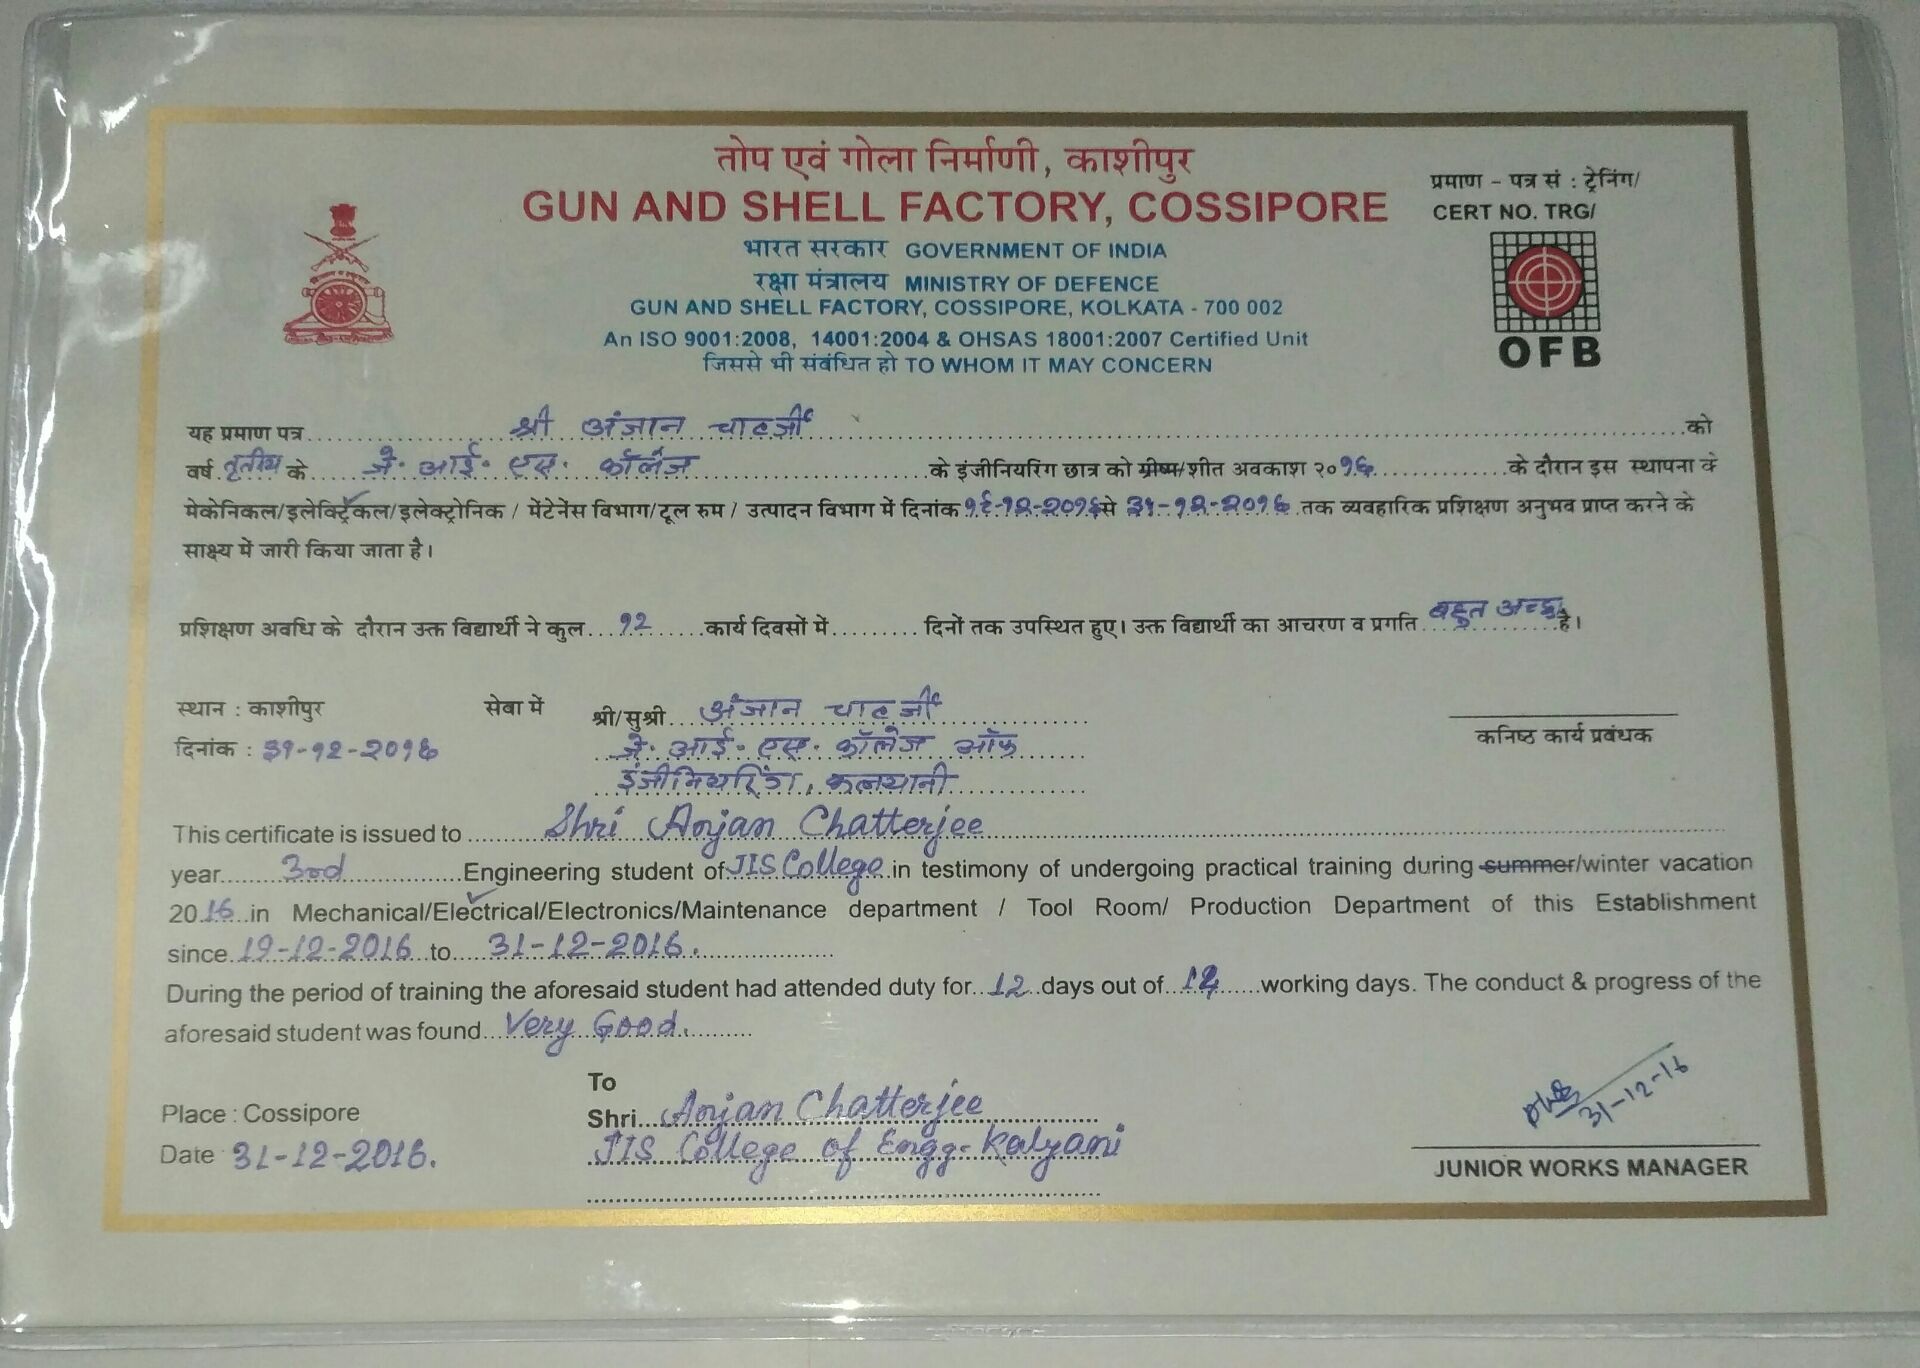 तोप एवं गोला निर्माणी, काशीपुर
GUN AND SHELL FACTORY, COSSIPORE
प्रमाण - पत्र सं : ट्रेनिंग/
CERT NO. TRG/
भारत सरकार GOVERNMENT OF INDIA
रक्षा मंत्रालय MINISTRY OF DEFENCE
GUN AND SHELL FACTORY, COSSIPORE, KOLKATA - 700 002
An ISO 9001:2008, 14001:2004 & OHSAS 18001:2007 Certified Unit
जिससे भी संबंधित हो TO WHOM IT MAY CONCERN
OFB
यह प्रमाण पत्र श्री अंजान चाटर्जी को
वर्ष तृतीय के जे. आई. एस. कॉलेज के इंजीनियरिंग छात्र को ग्रीष्म/शीत अवकाश २०१६ के दौरान इस स्थापना के
मेकेनिकल/इलेक्ट्रिकल/इलेक्ट्रोनिक / मेंटेनेंस विभाग/टूल रुम / उत्पादन विभाग में दिनांक १९-१२-२०१६ से ३१-१२-२०१६ तक व्यवहारिक प्रशिक्षण अनुभव प्राप्त करने के
साक्ष्य में जारी किया जाता है।
प्रशिक्षण अवधि के दौरान उक्त विद्यार्थी ने कुल १२ कार्य दिवसों में दिनों तक उपस्थित हुए। उक्त विद्यार्थी का आचरण व प्रगति बहुत अच्छा है।
स्थान : काशीपुर सेबा में श्री/सुश्री अंजान चाटर्जी
दिनांक : ३१-१२-२०१६ जे. आई. एस. कॉलेज ऑफ
इंजीनियरिंग, कल्यानी
कनिष्ठ कार्य प्रबंधक
This certificate is issued to Shri Anjan Chatterjee
year 3rd Engineering student of JIS College in testimony of undergoing practical training during summer/winter vacation
2016 in Mechanical/Electrical/Electronics/Maintenance department / Tool Room/ Production Department of this Establishment
since 19-12-2016 to 31-12-2016.
During the period of training the aforesaid student had attended duty for 12 days out of 12 working days. The conduct & progress of the
aforesaid student was found Very Good.
To
Place : Cossipore Shri Anjan Chatterjee
Date 31-12-2016. JIS College of Engg. Kalyani
31-12-16
JUNIOR WORKS MANAGER